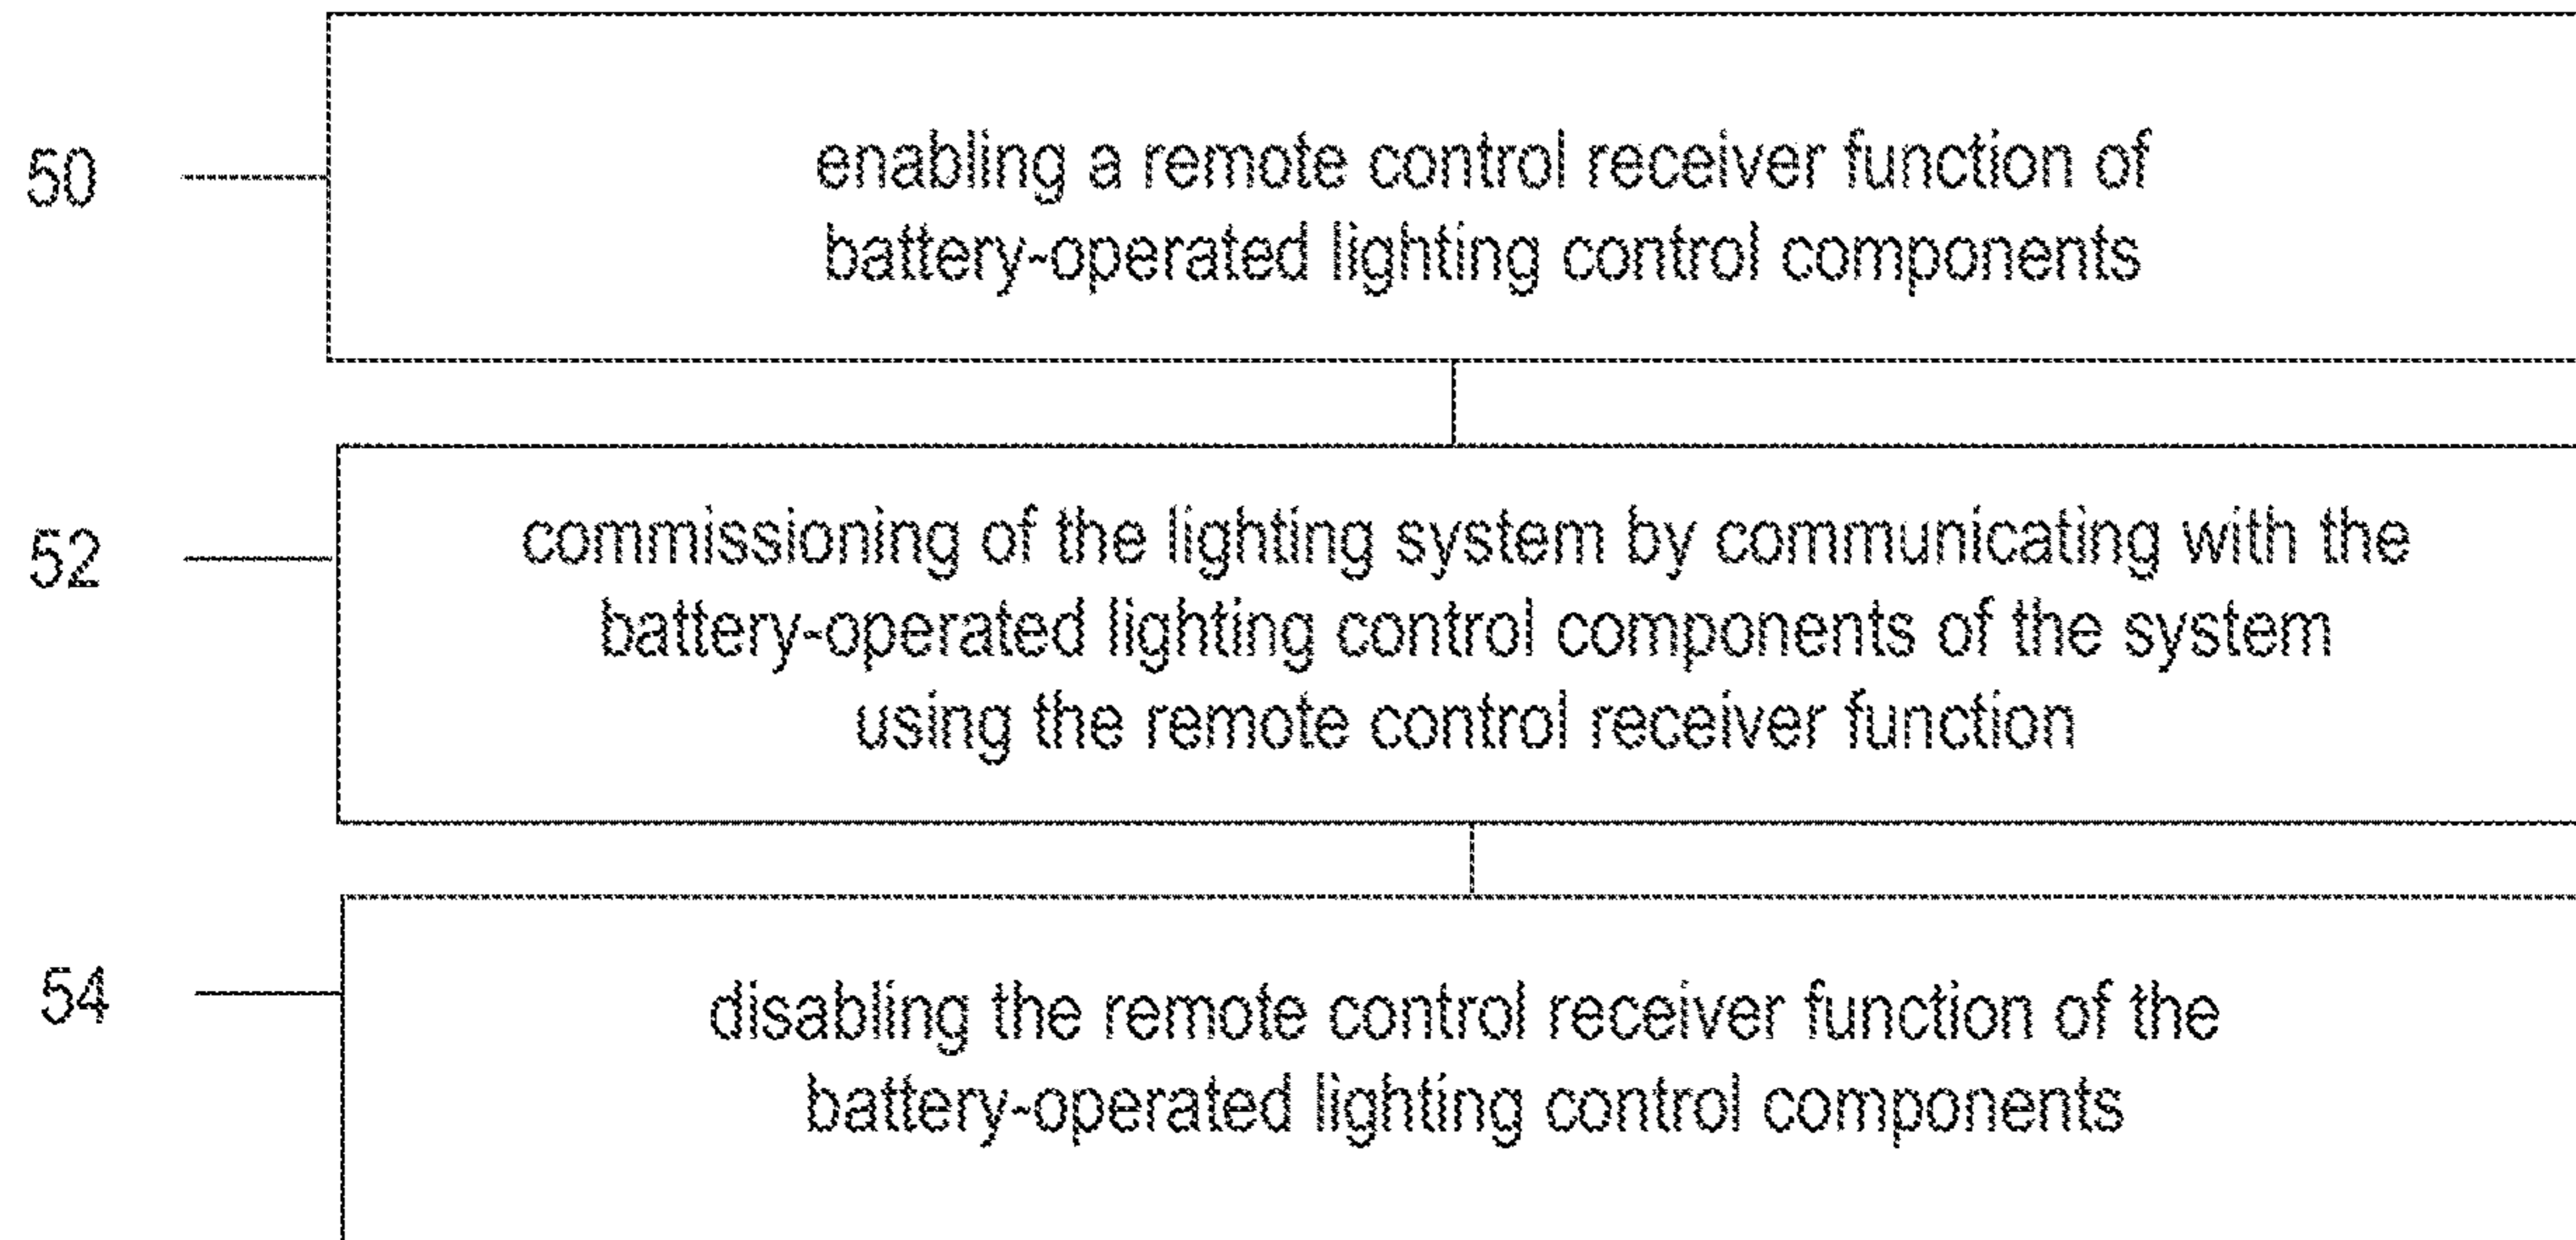 50
enabling a remote control receiver function of
battery-operated lighting control components
52
commissioning of the lighting system by communicating with the
battery-operated lighting control components of the system
using the remote control receiver function
54
disabling the remote control receiver function of the
battery-operated lighting control components